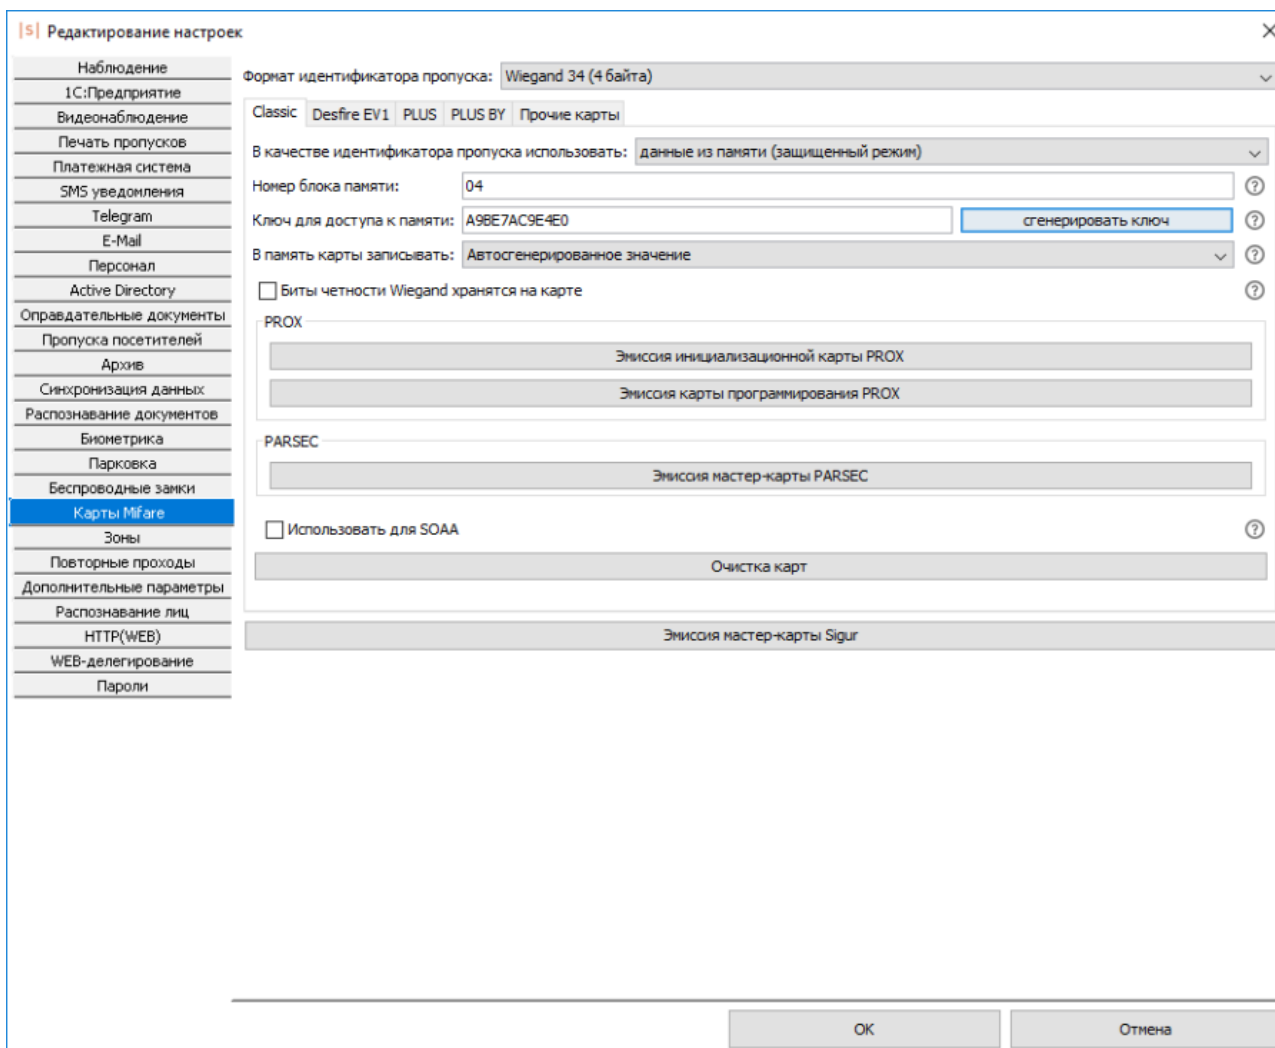 |S| Редактирование настроек
Наблюдение
1С:Предприятие
Видеонаблюдение
Печать пропусков
Платежная система
SMS уведомления
Telegram
E-Mail
Персонал
Active Directory
Оправдательные документы
Пропуска посетителей
Архив
Синхронизация данных
Распознавание документов
Биометрика
Парковка
Беспроводные замки
Карты Mifare
Зоны
Повторные проходы
Дополнительные параметры
Распознавание лиц
HTTP(WEB)
WEB-делегирование
Пароли
Формат идентификатора пропуска: Wiegand 34 (4 байта)
Classic Desfire EV1 PLUS PLUS BY Прочие карты
В качестве идентификатора пропуска использовать: данные из памяти (защищенный режим)
Номер блока памяти: 04 ?
Ключ для доступа к памяти: A9BE7AC9E4E0 сгенерировать ключ ?
В память карты записывать: Автосгенерированное значение ?
Биты четности Wiegand хранятся на карте ?
PROX
Эмиссия инициализационной карты PROX
Эмиссия карты программирования PROX
PARSEC
Эмиссия мастер-карты PARSEC
Использовать для SOAA ?
Очистка карт
Эмиссия мастер-карты Sigur
OK Отмена